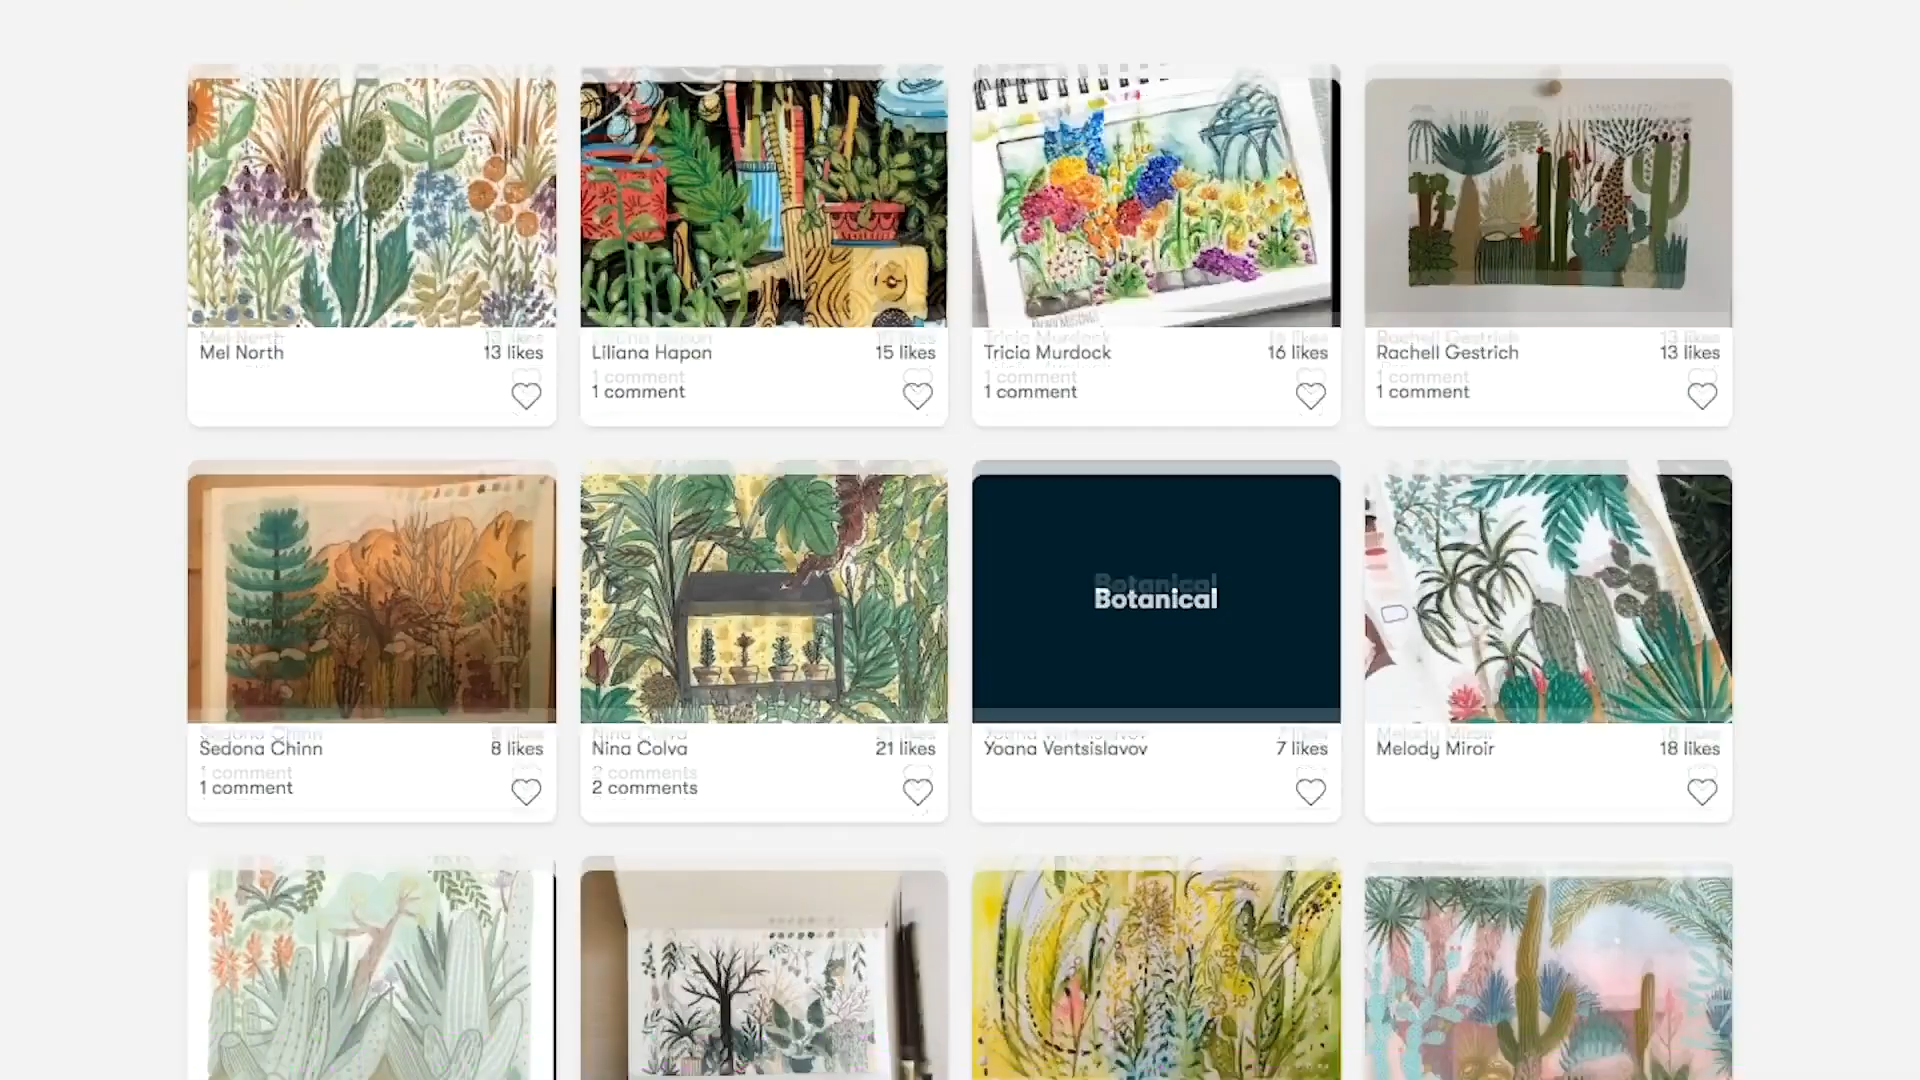 Mel North 13 likes
Liliana Hapon 15 likes
1 comment
Tricia Murdock 16 likes
1 comment
Rachell Gestrich 13 likes
1 comment
Botanical
Sedona Chinn 8 likes
1 comment
Nina Colva 21 likes
2 comments
Yoana Ventsislavov 7 likes
Melody Miroir 18 likes